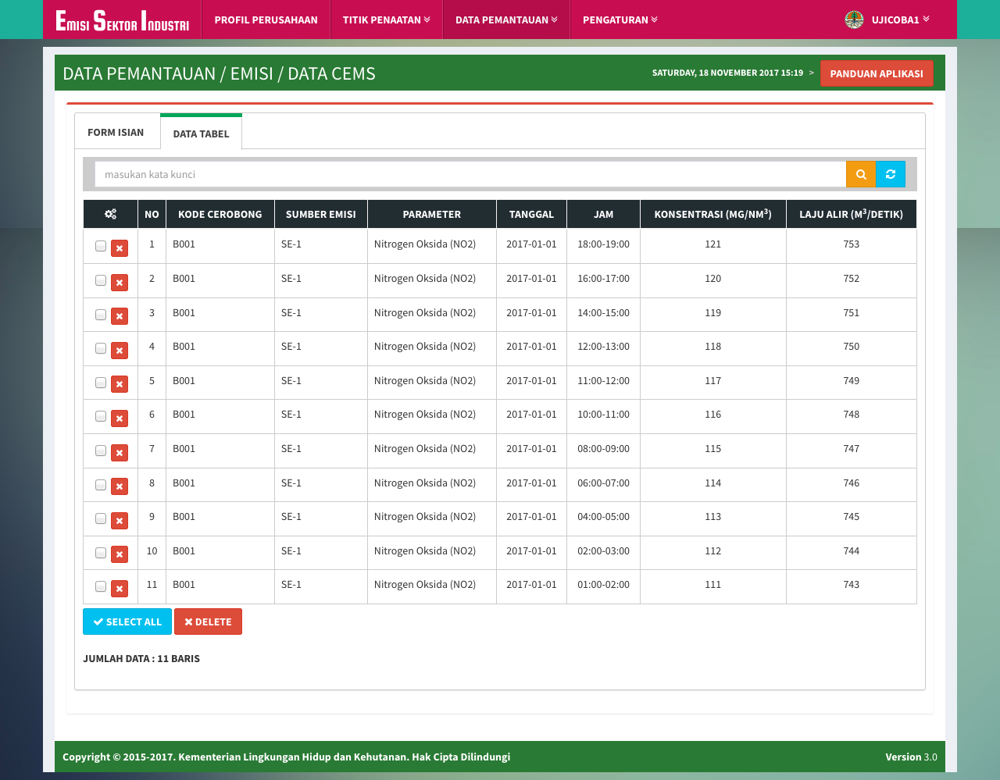 Emisi Sektor Industri PROFIL PERUSAHAAN TITIK PENAATAN DATA PEMANTAUAN PENGATURAN UJICOBA1
DATA PEMANTAUAN / EMISI / DATA CEMS SATURDAY, 18 NOVEMBER 2017 15:19 > PANDUAN APLIKASI
FORM ISIAN DATA TABEL
masukan kata kunci
NO KODE CEROBONG SUMBER EMISI PARAMETER TANGGAL JAM KONSENTRASI (MG/NM³) LAJU ALIR (M³/DETIK)
1 B001 SE-1 Nitrogen Oksida (NO2) 2017-01-01 18:00-19:00 121 753
2 B001 SE-1 Nitrogen Oksida (NO2) 2017-01-01 16:00-17:00 120 752
3 B001 SE-1 Nitrogen Oksida (NO2) 2017-01-01 14:00-15:00 119 751
4 B001 SE-1 Nitrogen Oksida (NO2) 2017-01-01 12:00-13:00 118 750
5 B001 SE-1 Nitrogen Oksida (NO2) 2017-01-01 11:00-12:00 117 749
6 B001 SE-1 Nitrogen Oksida (NO2) 2017-01-01 10:00-11:00 116 748
7 B001 SE-1 Nitrogen Oksida (NO2) 2017-01-01 08:00-09:00 115 747
8 B001 SE-1 Nitrogen Oksida (NO2) 2017-01-01 06:00-07:00 114 746
9 B001 SE-1 Nitrogen Oksida (NO2) 2017-01-01 04:00-05:00 113 745
10 B001 SE-1 Nitrogen Oksida (NO2) 2017-01-01 02:00-03:00 112 744
11 B001 SE-1 Nitrogen Oksida (NO2) 2017-01-01 01:00-02:00 111 743
SELECT ALL DELETE
JUMLAH DATA : 11 BARIS
Copyright © 2015-2017. Kementerian Lingkungan Hidup dan Kehutanan. Hak Cipta Dilindungi Version 3.0